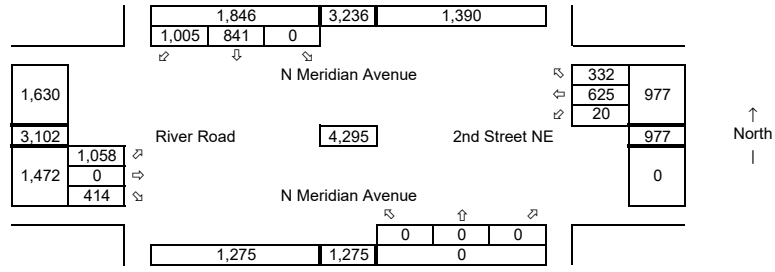 1,846 3,236 1,390
1,005 841 0
⬃ ⇩ ⬂
N Meridian Avenue
1,630
3,102
1,472
1,058 ⬀
0 ⇨
414 ⬂
River Road
4,295
2nd Street NE
⬁ 332
⇦ 625
⬃ 20
977
977
0
↑
North
|
N Meridian Avenue
⬁ ⇧ ⬀
0 0 0
1,275 1,275 0